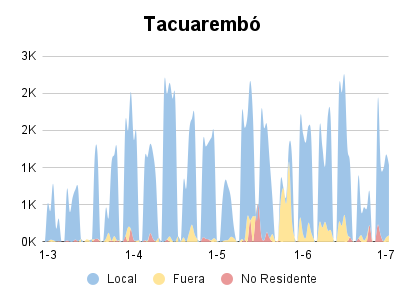 Tacuarembó
3K
2K
2K
1K
1K
0K
1-3 1-4 1-5 1-6 1-7
Local Fuera No Residente